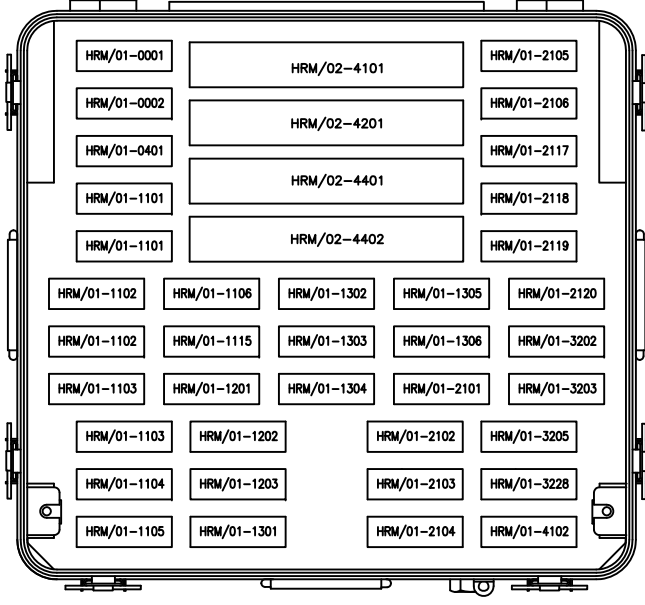 HRM/01-0001 HRM/02-4101 HRM/01-2105
HRM/01-0002 HRM/02-4201 HRM/01-2106
HRM/01-0401 HRM/02-4401 HRM/01-2117
HRM/01-1101 HRM/02-4402 HRM/01-2118
HRM/01-1101 HRM/01-2119
HRM/01-1102 HRM/01-1106 HRM/01-1302 HRM/01-1305 HRM/01-2120
HRM/01-1102 HRM/01-1115 HRM/01-1303 HRM/01-1306 HRM/01-3202
HRM/01-1103 HRM/01-1201 HRM/01-1304 HRM/01-2101 HRM/01-3203
HRM/01-1103 HRM/01-1202 HRM/01-2102 HRM/01-3205
HRM/01-1104 HRM/01-1203 HRM/01-2103 HRM/01-3228
HRM/01-1105 HRM/01-1301 HRM/01-2104 HRM/01-4102